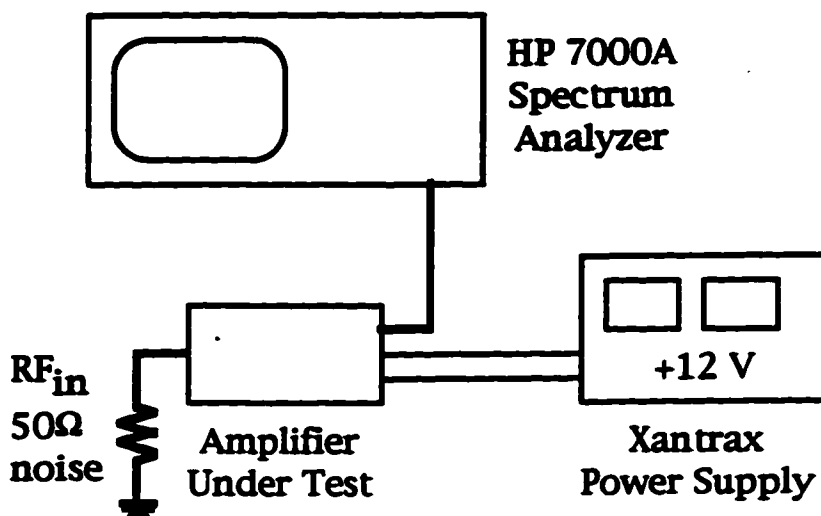 HP 7000A
Spectrum
Analyzer
+12 V
RFin
50Ω
noise
Amplifier
Under Test
Xantrax
Power Supply